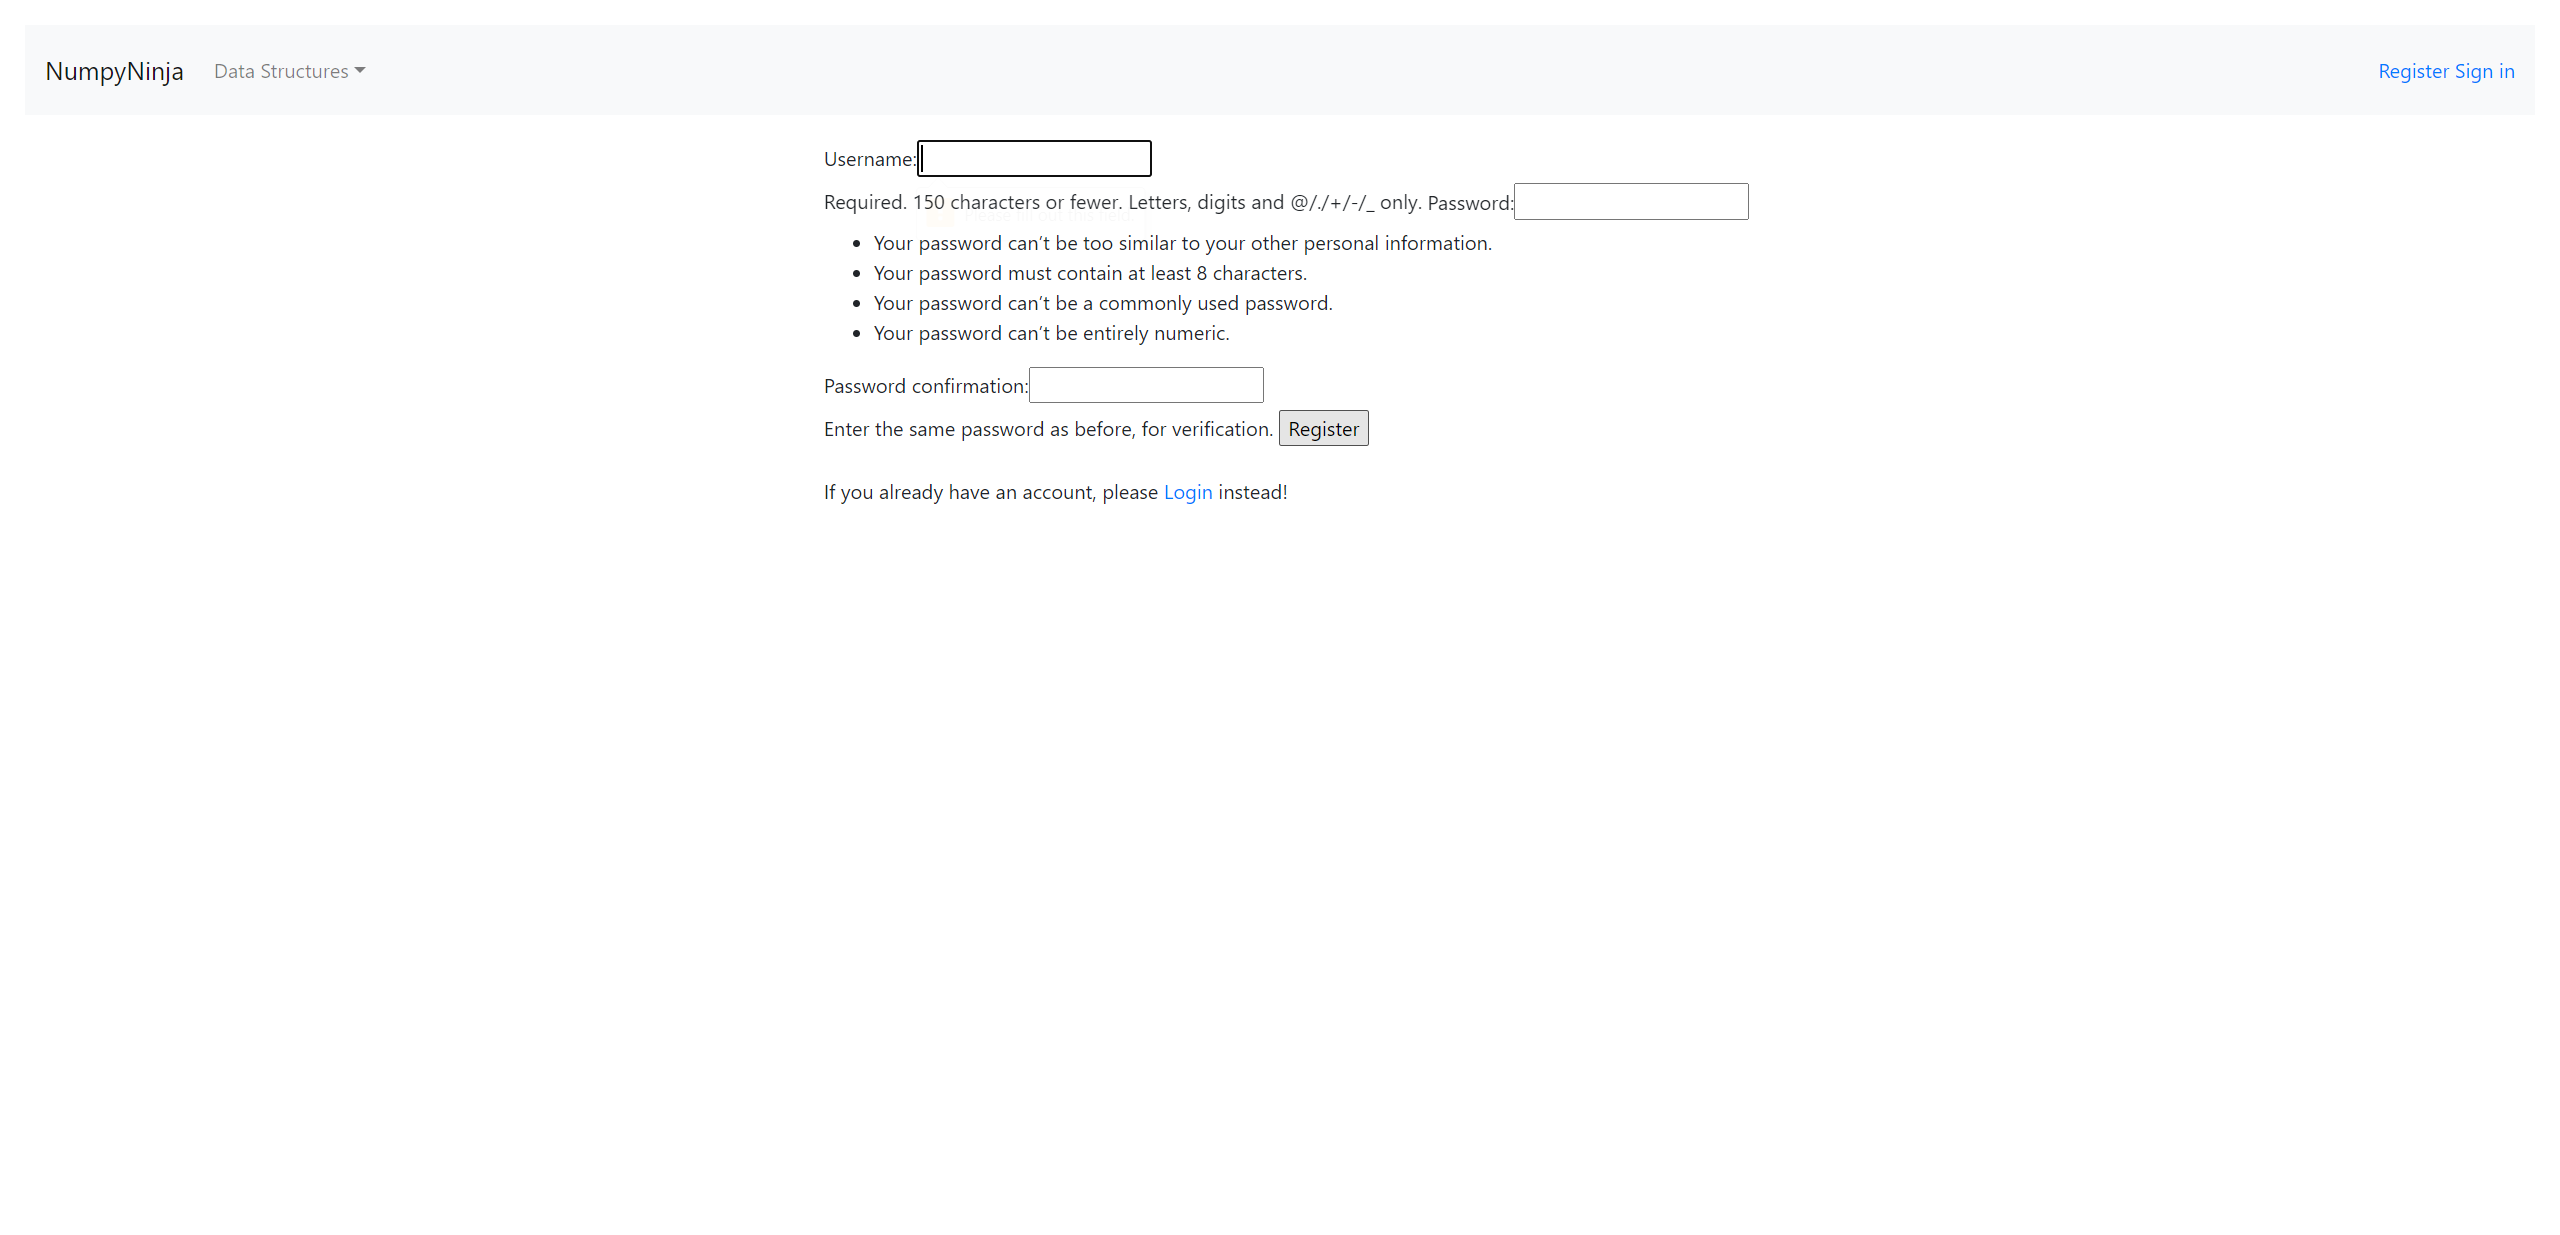 NumpyNinja Data Structures Register Sign in
Username:
Required. 150 characters or fewer. Letters, digits and @/./+/-/_ only. Password:
• Your password can’t be too similar to your other personal information.
• Your password must contain at least 8 characters.
• Your password can’t be a commonly used password.
• Your password can’t be entirely numeric.
Password confirmation:
Enter the same password as before, for verification. Register
If you already have an account, please Login instead!